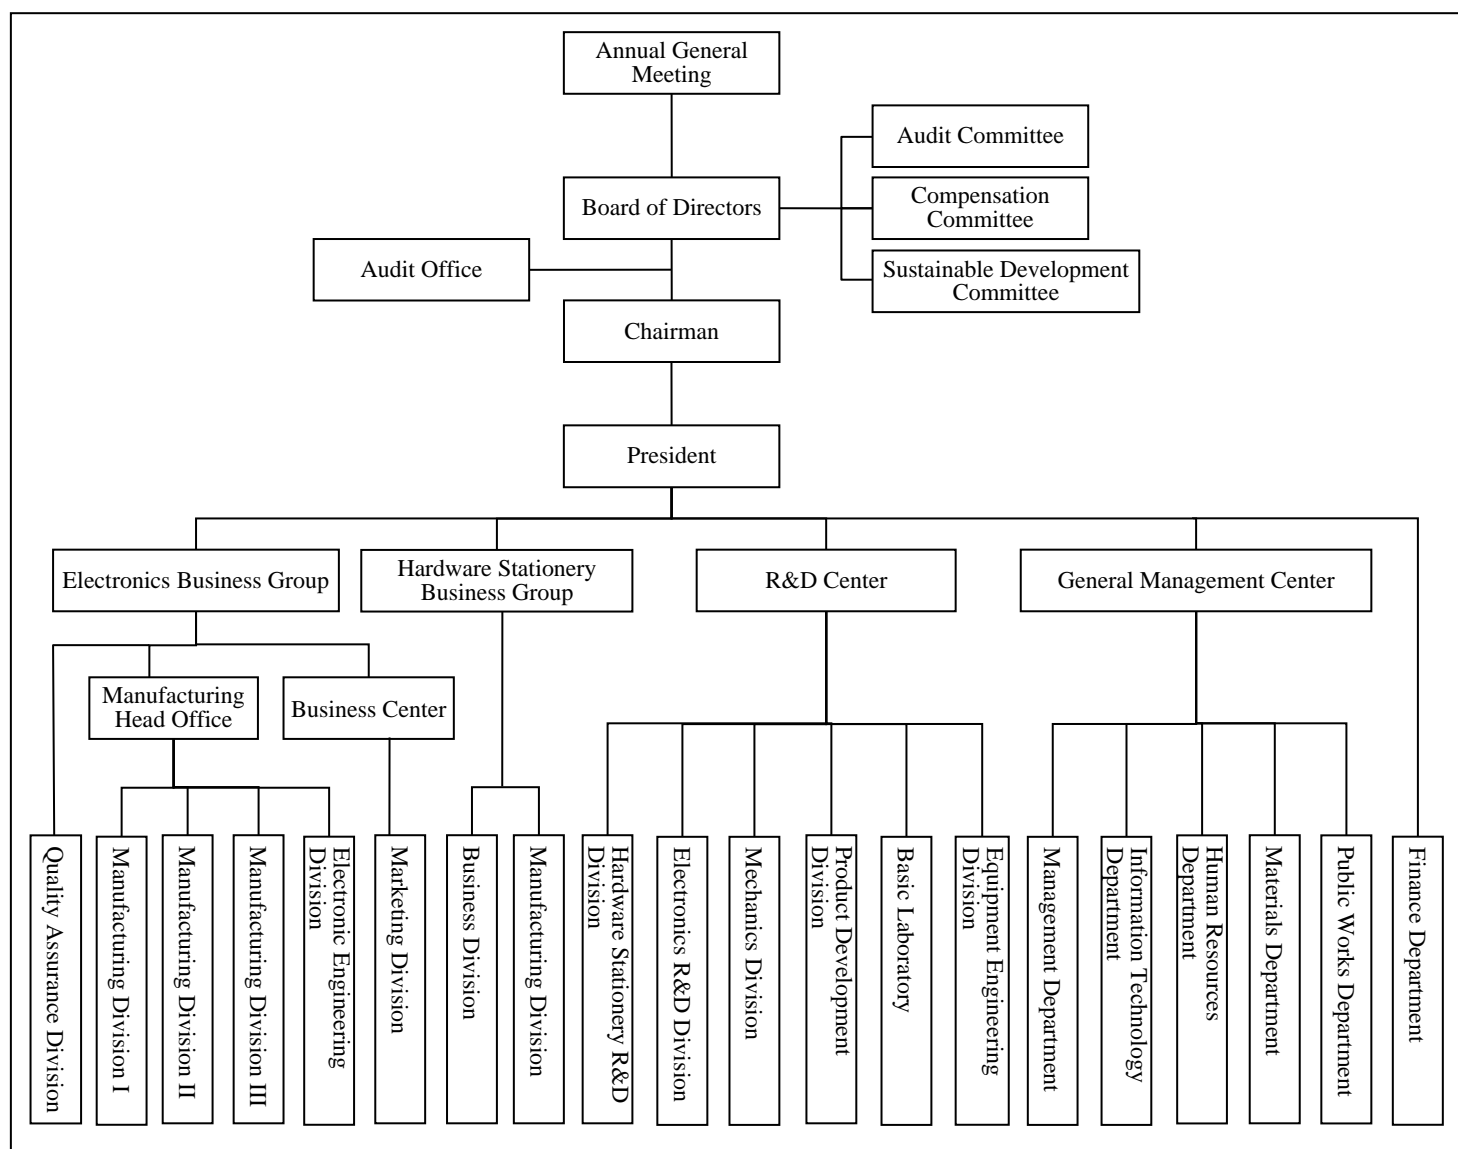 Annual General
Meeting
Audit Committee
Board of Directors
Compensation
Committee
Audit Office
Sustainable Development
Committee
Chairman
President
Electronics Business Group
Hardware Stationery
Business Group
R&D Center
General Management Center
Manufacturing
Head Office
Business Center
Quality Assurance Division
Manufacturing Division I
Manufacturing Division II
Manufacturing Division III
Electronic Engineering
Division
Marketing Division
Business Division
Manufacturing Division
Hardware Stationery R&D
Division
Electronics R&D Division
Mechanics Division
Product Development
Division
Basic Laboratory
Equipment Engineering
Division
Management Department
Information Technology
Department
Human Resources
Department
Materials Department
Public Works Department
Finance Department